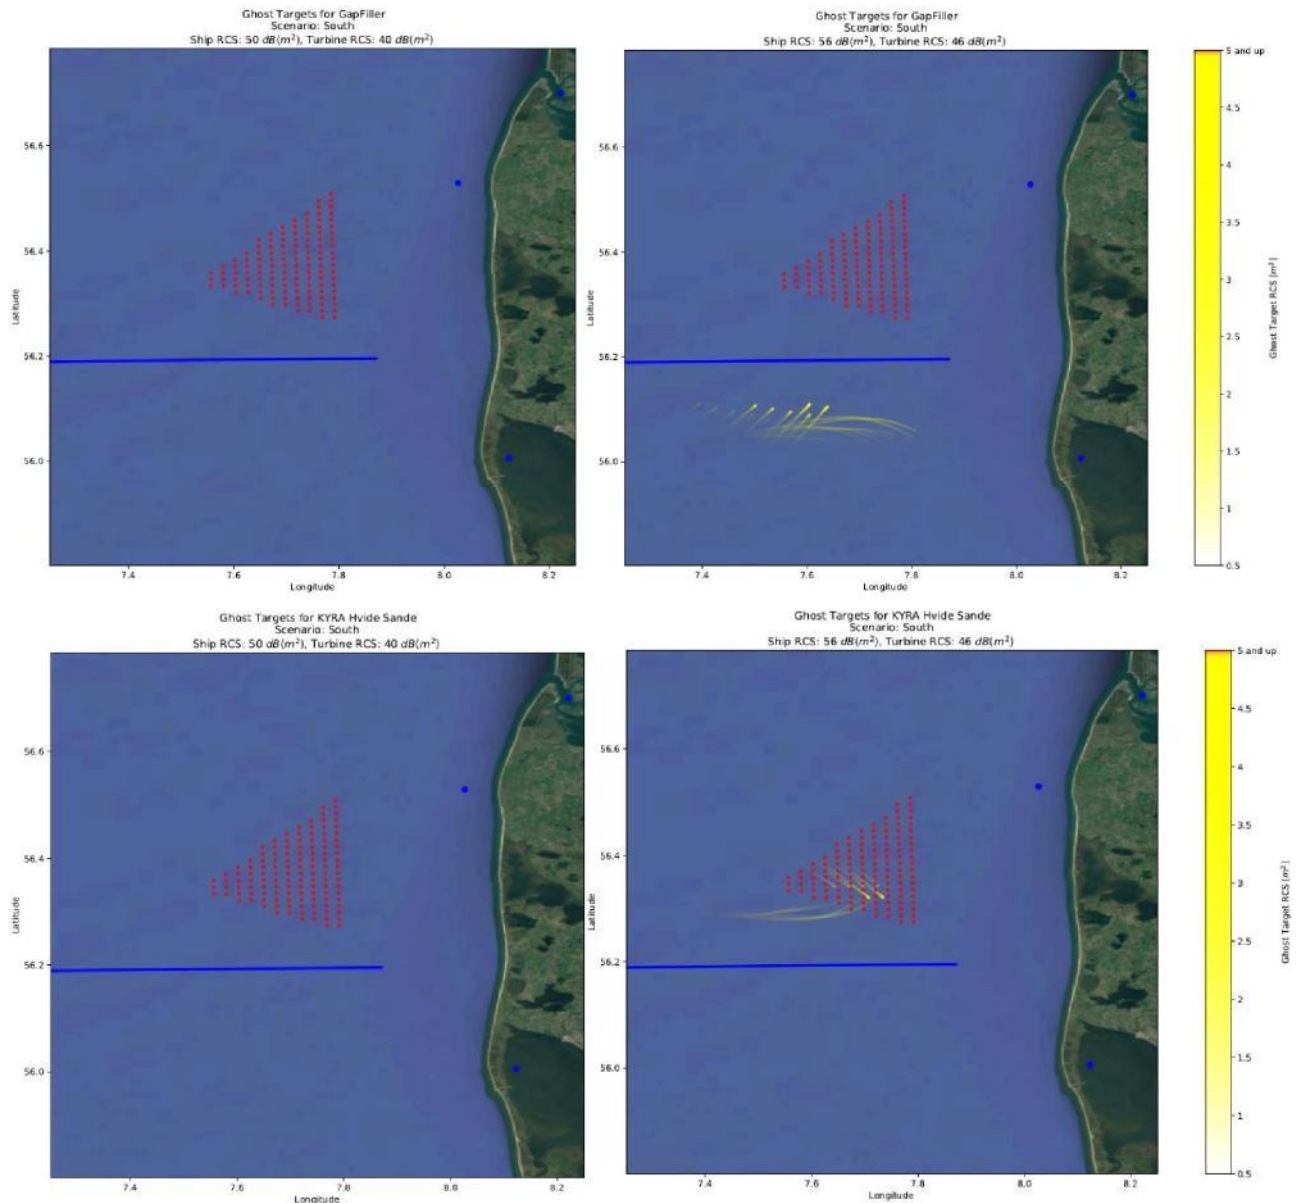 Ghost Targets for GapFiller
Scenario: South
Ship RCS: 50 dB(m²), Turbine RCS: 40 dB(m²)
56.6
56.4
56.2
56.0
Latitude
7.4
7.6
7.8
8.0
8.2
Longitude
Ghost Targets for GapFiller
Scenario: South
Ship RCS: 56 dB(m²), Turbine RCS: 46 dB(m²)
56.6
56.4
56.2
56.0
Latitude
7.4
7.6
7.8
8.0
8.2
Longitude
5 and up
4.5
4
3.5
3
2.5
2
1.5
1
0.5
Ghost Target RCS [m²]
Ghost Targets for KYRA Hvide Sande
Scenario: South
Ship RCS: 50 dB(m²), Turbine RCS: 40 dB(m²)
56.6
56.4
56.2
56.0
Latitude
7.4
7.6
7.8
8.0
8.2
Longitude
Ghost Targets for KYRA Hvide Sande
Scenario: South
Ship RCS: 56 dB(m²), Turbine RCS: 46 dB(m²)
56.6
56.4
56.2
56.0
Latitude
7.4
7.6
7.8
8.0
8.2
Longitude
5 and up
4.5
4
3.5
3
2.5
2
1.5
1
0.5
Ghost Target RCS [m²]